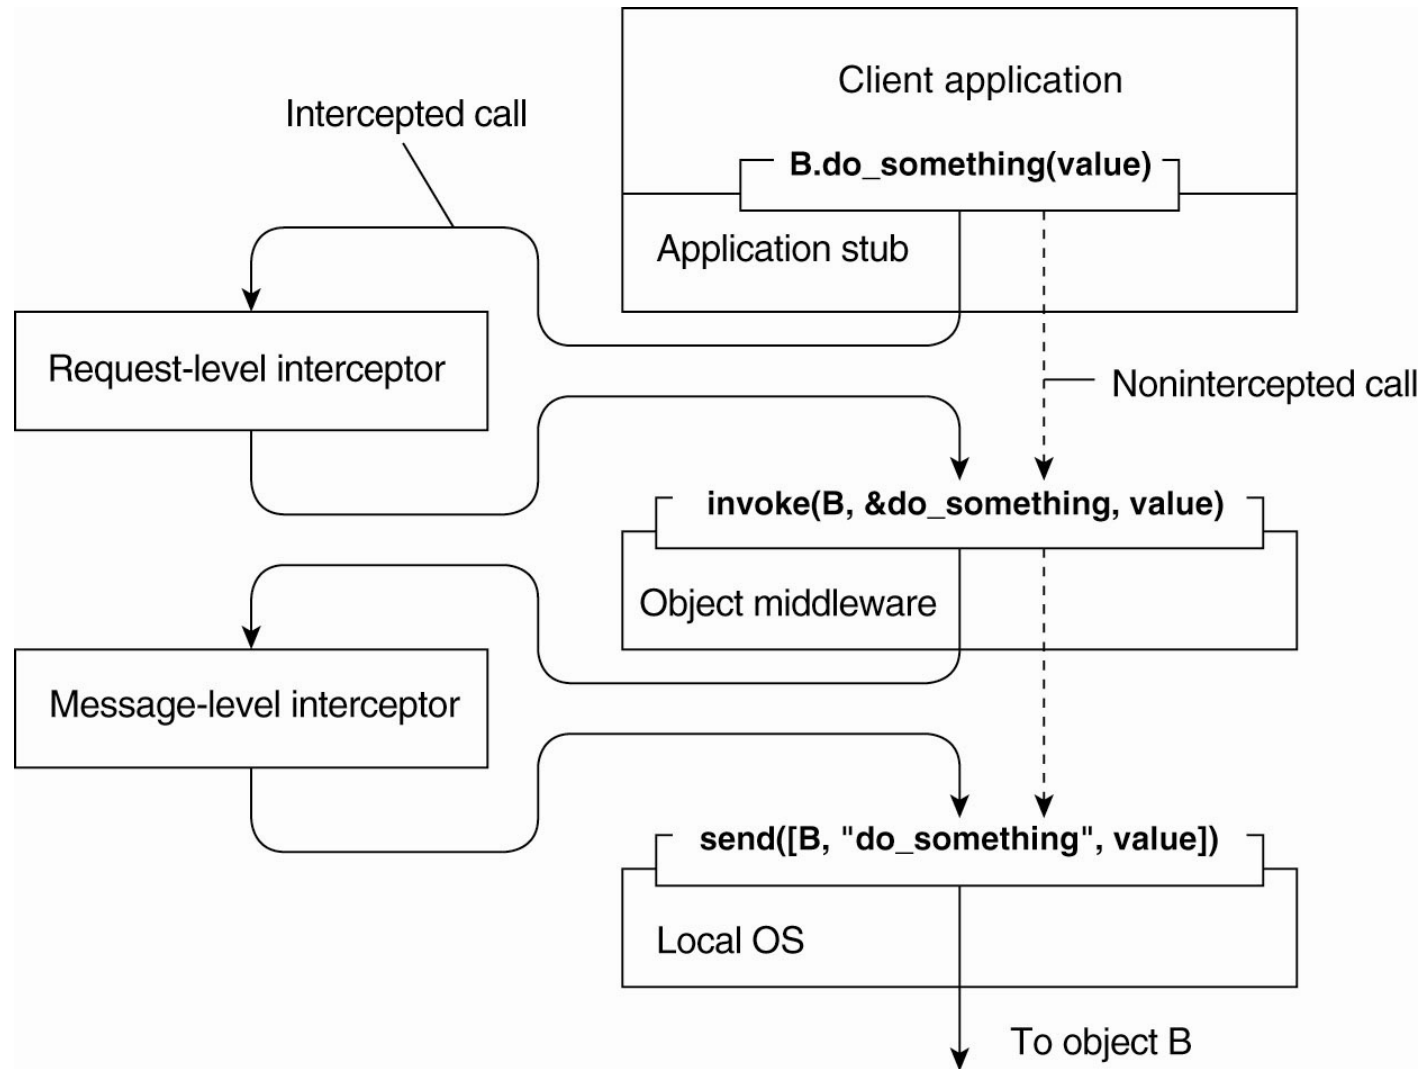 Client application
Intercepted call
B.do_something(value)
Application stub
Request-level interceptor
Nonintercepted call
invoke(B, &do_something, value)
Object middleware
Message-level interceptor
send([B, "do_something", value])
Local OS
To object B